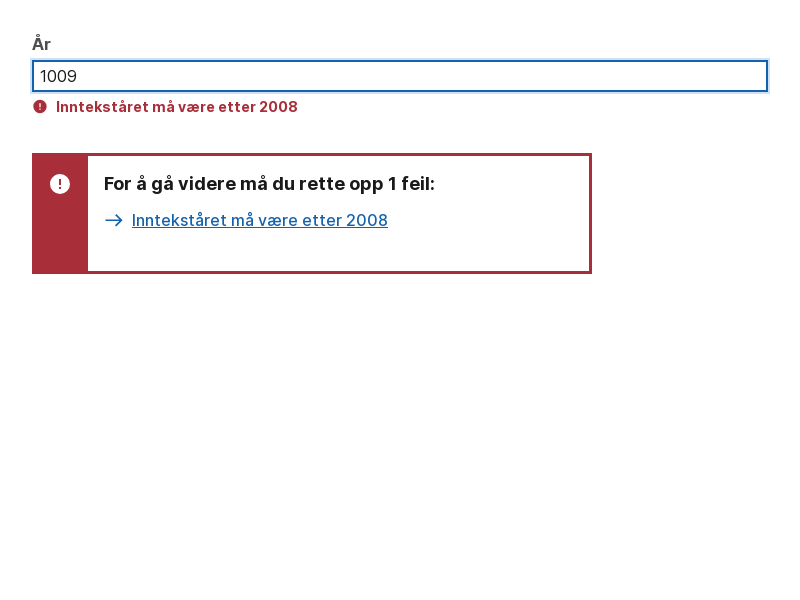 År
1009
Inntekståret må være etter 2008
For å gå videre må du rette opp 1 feil:
Inntekståret må være etter 2008